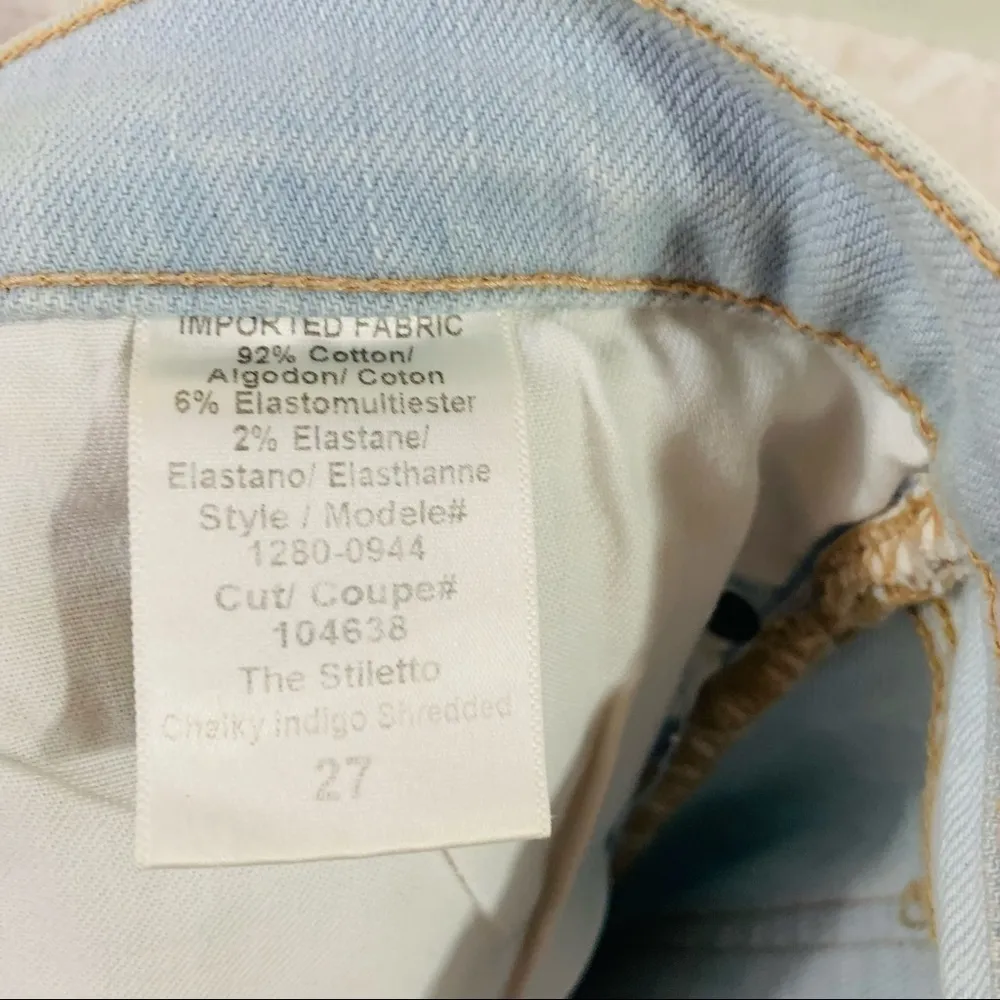 IMPORTED FABRIC
92% Cotton/
Algodon/ Coton
6% Elastomultiester
2% Elastane/
Elastano/ Elasthanne
Style / Modele#
1280-0944
Cut/ Coupe#
104638
The Stiletto
Chalky Indigo Shredded
27